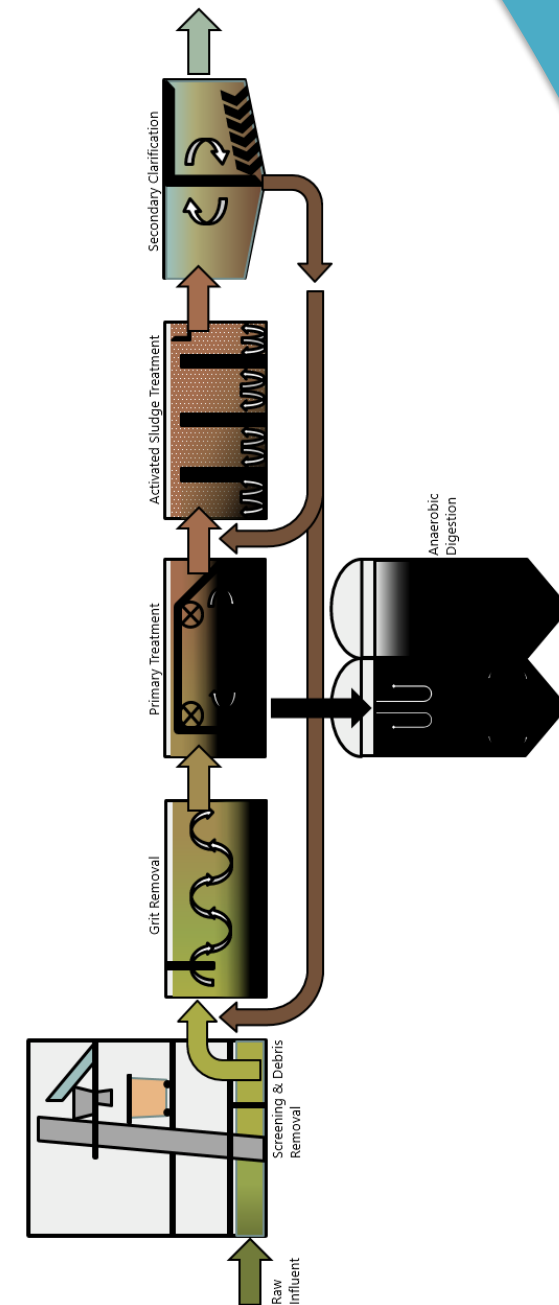 Raw
Influent
Screening & Debris
Removal
Grit Removal
Primary Treatment
Activated Sludge Treatment
Secondary Clarification
Anaerobic
Digestion